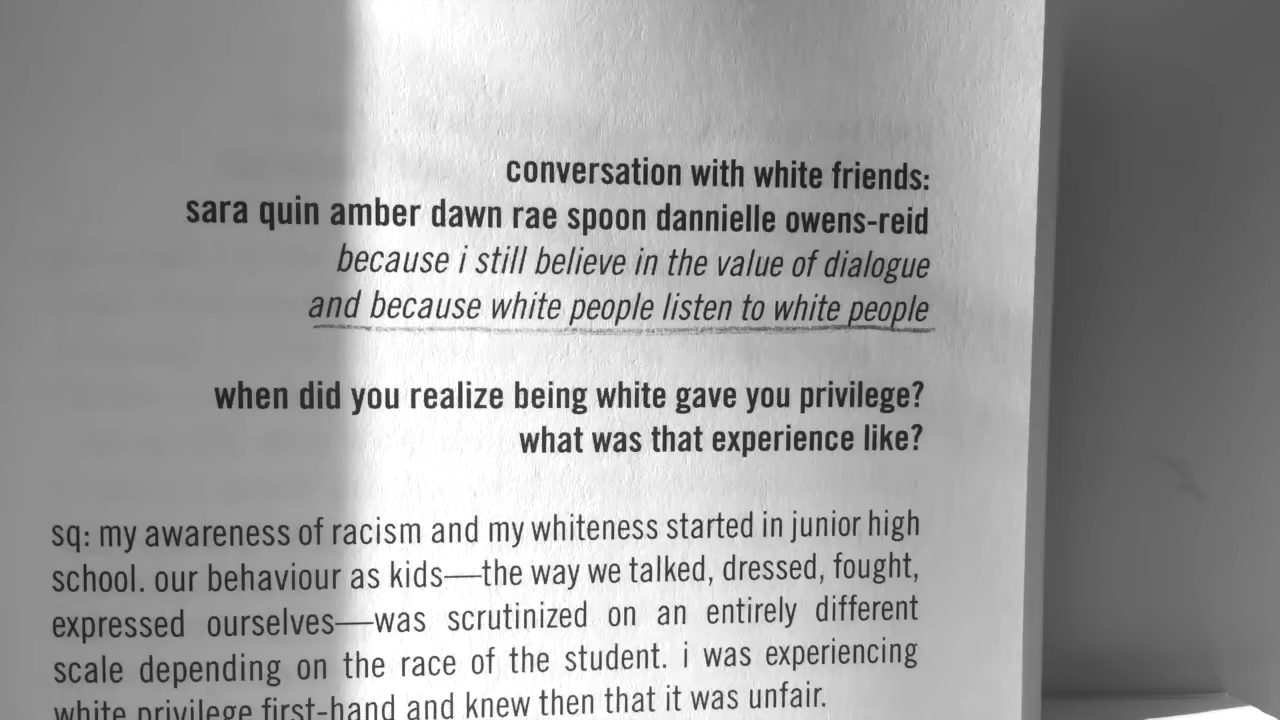 conversation with white friends:
sara quin amber dawn rae spoon dannielle owens-reid
because i still believe in the value of dialogue
and because white people listen to white people
when did you realize being white gave you privilege?
what was that experience like?
sq: my awareness of racism and my whiteness started in junior high
school. our behaviour as kids—the way we talked, dressed, fought,
expressed ourselves—was scrutinized on an entirely different
scale depending on the race of the student. i was experiencing
white privilege first-hand and knew then that it was unfair.